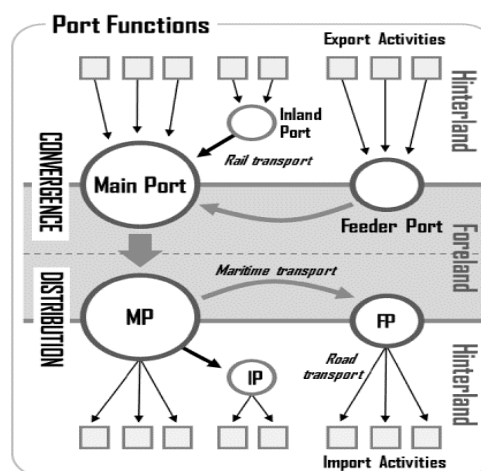 Port Functions
Export Activities
Hinterland
Inland
Port
Rail transport
CONVERGENCE
Main Port
Feeder Port
Foreland
Maritime transport
DISTRIBUTION
MP
FP
IP
Road
transport
Hinterland
Import Activities